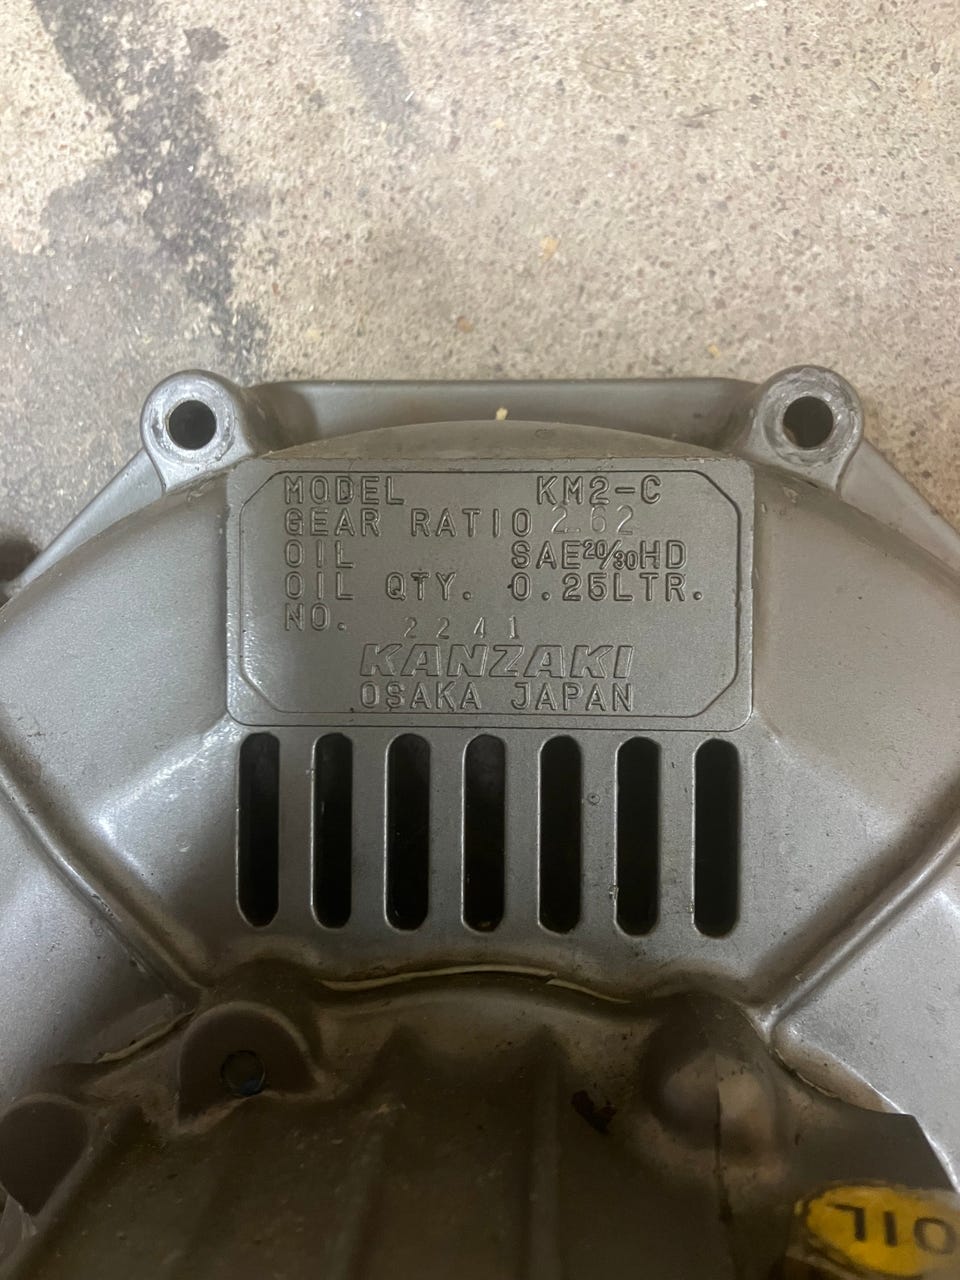 MODEL KM2-C
GEAR RATIO 2.62
OIL SAE20/30HD
OIL QTY. 0.25LTR.
NO. 2241
KANZAKI
OSAKA JAPAN
OIL